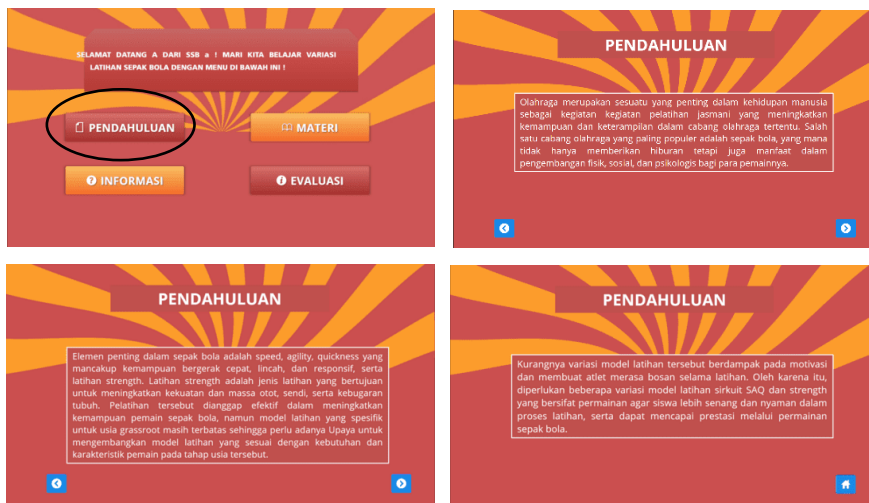 SELAMAT DATANG A DARI SSB a ! MARI KITA BELAJAR VARIASI
LATIHAN SEPAK BOLA DENGAN MENU DI BAWAH INI !
PENDAHULUAN
MATERI
INFORMASI
EVALUASI
PENDAHULUAN
Olahraga merupakan sesuatu yang penting dalam kehidupan manusia
sebagai kegiatan kegiatan pelatihan jasmani yang meningkatkan
kemampuan dan keterampilan dalam cabang olahraga tertentu. Salah
satu cabang olahraga yang paling populer adalah sepak bola, yang mana
tidak hanya memberikan hiburan tetapi juga manfaat dalam
pengembangan fisik, sosial, dan psikologis bagi para pemainnya.
PENDAHULUAN
Elemen penting dalam sepak bola adalah speed, agility, quickness yang
mancakup kemampuan bergerak cepat, lincah, dan responsif, serta
latihan strength. Latihan strength adalah jenis latihan yang bertujuan
untuk meningkatkan kekuatan dan massa otot, sendi, serta kebugaran
tubuh. Pelatihan tersebut dianggap efektif dalam meningkatkan
kemampuan pemain sepak bola, namun model latihan yang spesifik
untuk usia grassroot masih terbatas sehingga perlu adanya Upaya untuk
mengembangkan model latihan yang sesuai dengan kebutuhan dan
karakteristik pemain pada tahap usia tersebut.
PENDAHULUAN
Kurangnya variasi model latihan tersebut berdampak pada motivasi
dan membuat atlet merasa bosan selama latihan. Oleh karena itu,
diperlukan beberapa variasi model latihan sirkuit SAQ dan strength
yang bersifat permainan agar siswa lebih senang dan nyaman dalam
proses latihan, serta dapat mencapai prestasi melalui permainan
sepak bola.